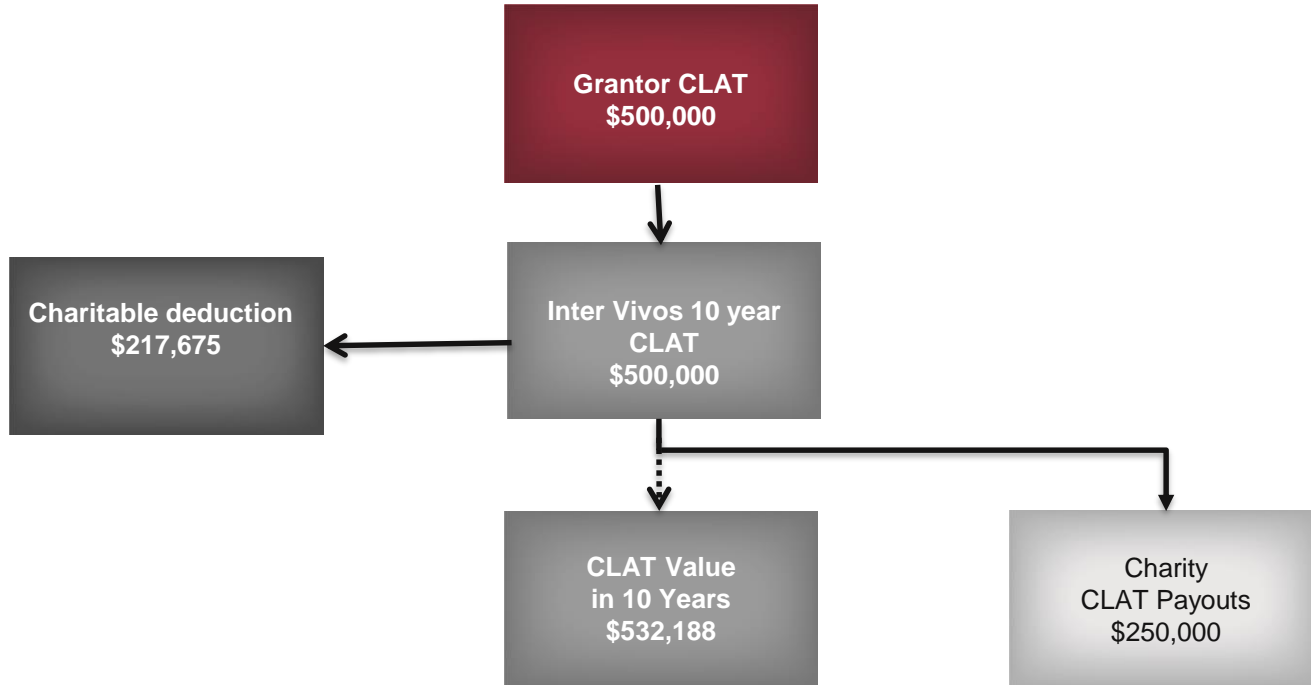 Grantor CLAT
$500,000
Charitable deduction
$217,675
Inter Vivos 10 year
CLAT
$500,000
CLAT Value
in 10 Years
$532,188
Charity
CLAT Payouts
$250,000